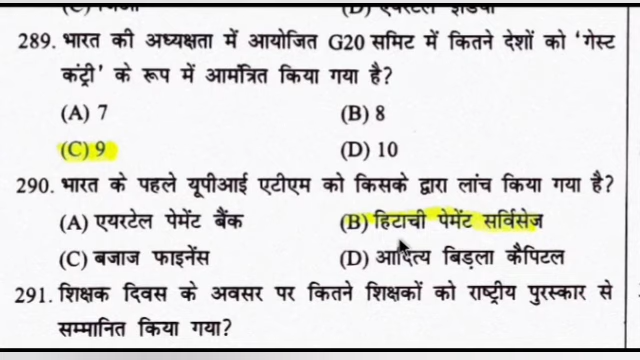 289. भारत की अध्यक्षता में आयोजित G20 समिट में कितने देशों को 'गेस्ट
कंट्री' के रूप में आमंत्रित किया गया है?
(A) 7 (B) 8
(C) 9 (D) 10
290. भारत के पहले यूपीआई एटीएम को किसके द्वारा लांच किया गया है?
(A) एयरटेल पेमेंट बैंक (B) हिटाची पेमेंट सर्विसेज
(C) बजाज फाइनेंस (D) आदित्य बिड़ला कैपिटल
291. शिक्षक दिवस के अवसर पर कितने शिक्षकों को राष्ट्रीय पुरस्कार से
सम्मानित किया गया?